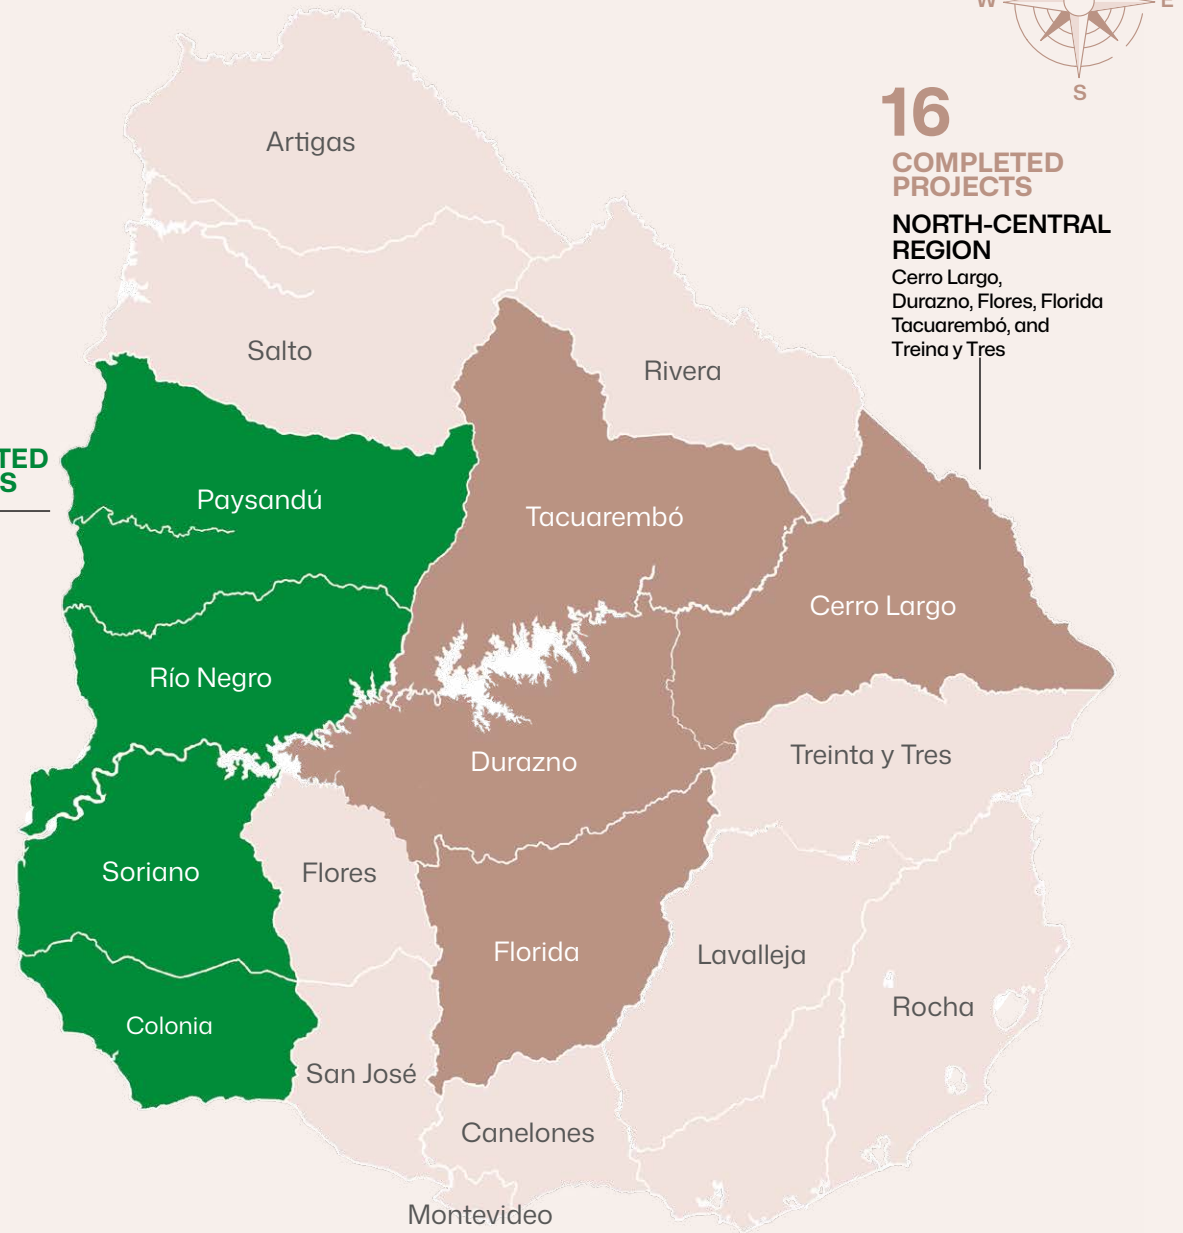 W
E
S
16
COMPLETED
PROJECTS
NORTH-CENTRAL
REGION
Cerro Largo,
Durazno, Flores, Florida
Tacuarembó, and
Treina y Tres
Artigas
Salto
Rivera
TED
S
Paysandú
Tacuarembó
Cerro Largo
Río Negro
Durazno
Treinta y Tres
Soriano
Flores
Florida
Lavalleja
Rocha
Colonia
San José
Canelones
Montevideo